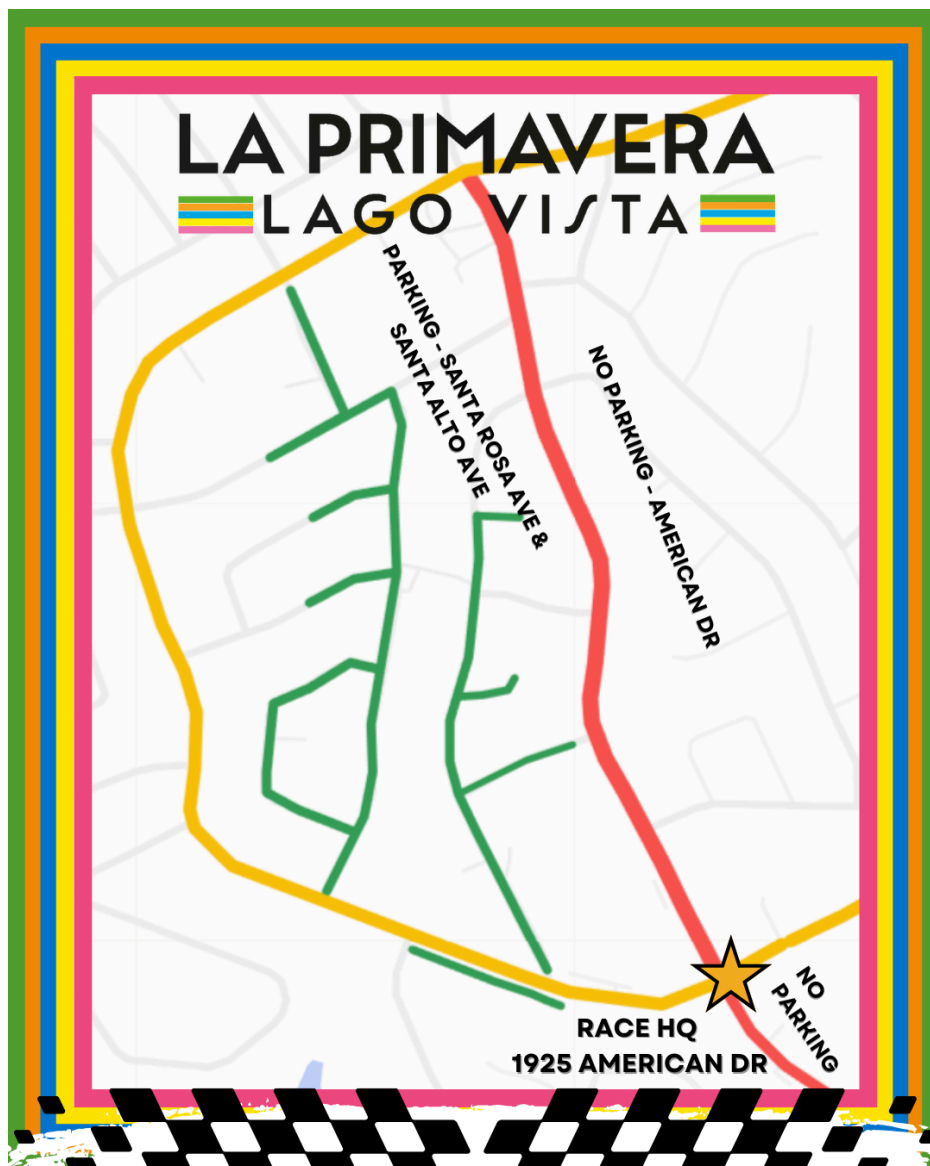 LA PRIMAVERA
LAGO VISTA
PARKING - SANTA ROSA AVE &
SANTA ALTO AVE
NO PARKING - AMERICAN DR
NO
PARKING
RACE HQ
1925 AMERICAN DR